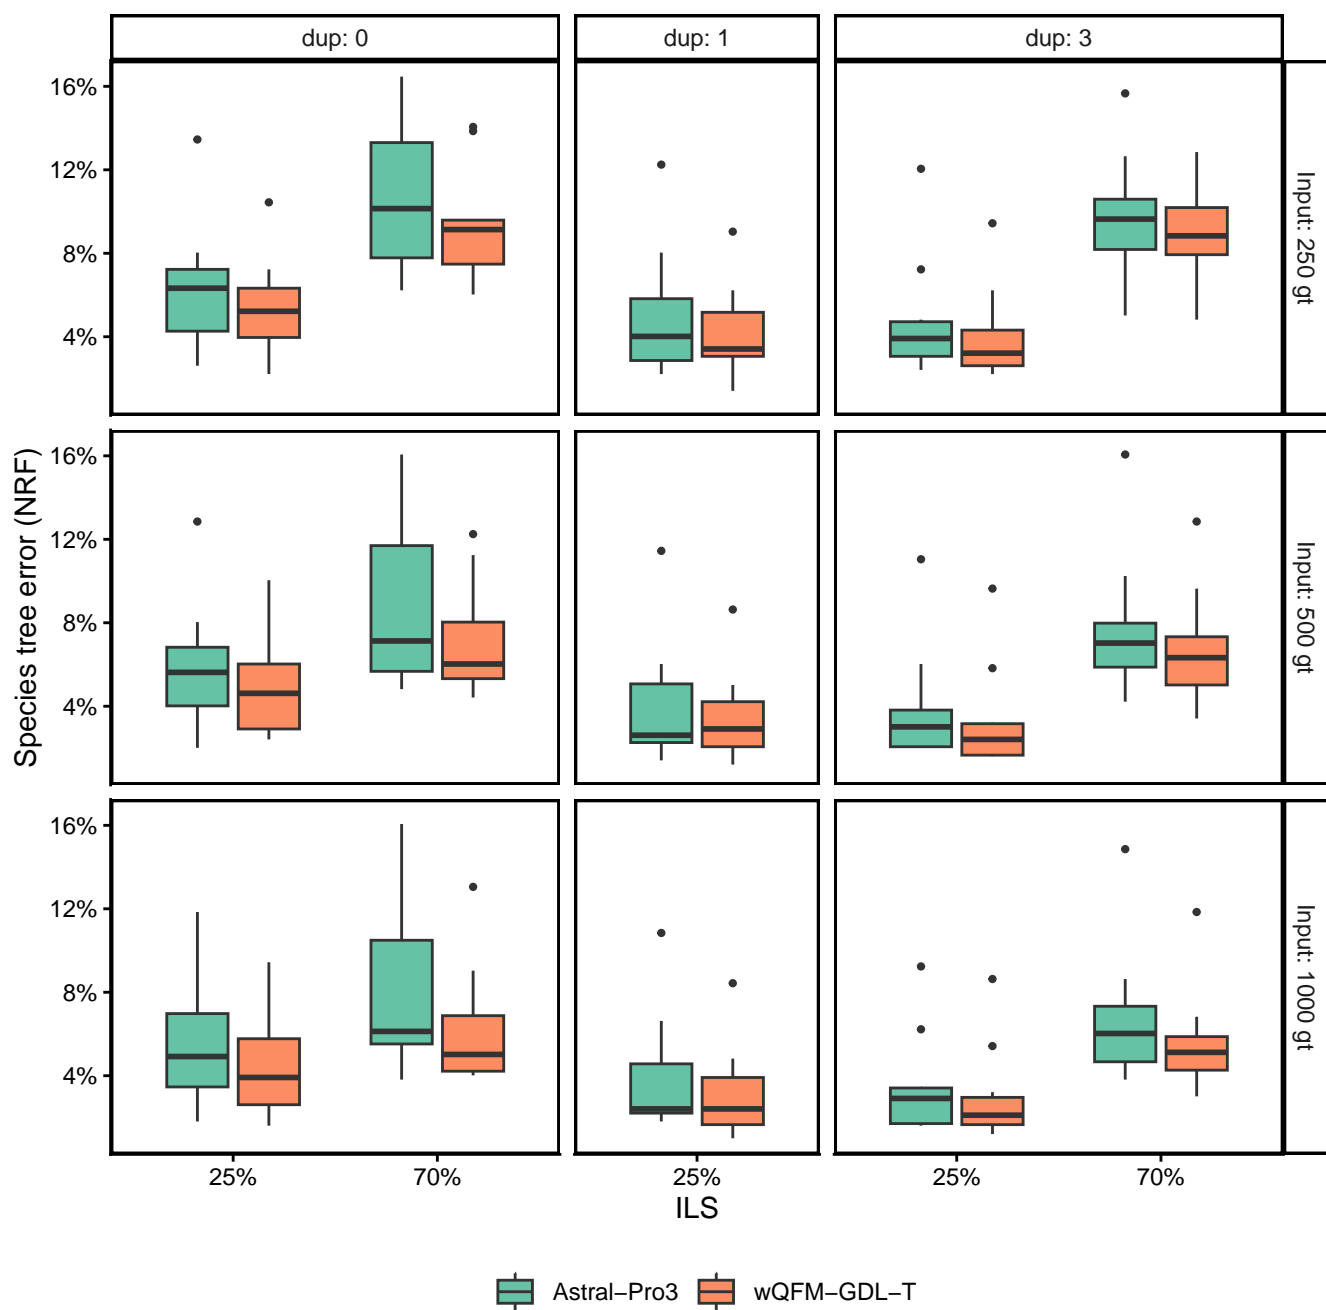 dup: 0
dup: 1
dup: 3
Species tree error (NRF)
16%
12%
8%
4%
Input: 250 gt
16%
12%
8%
4%
Input: 500 gt
16%
12%
8%
4%
Input: 1000 gt
25%
70%
25%
25%
70%
ILS
Astral−Pro3
wQFM−GDL−T